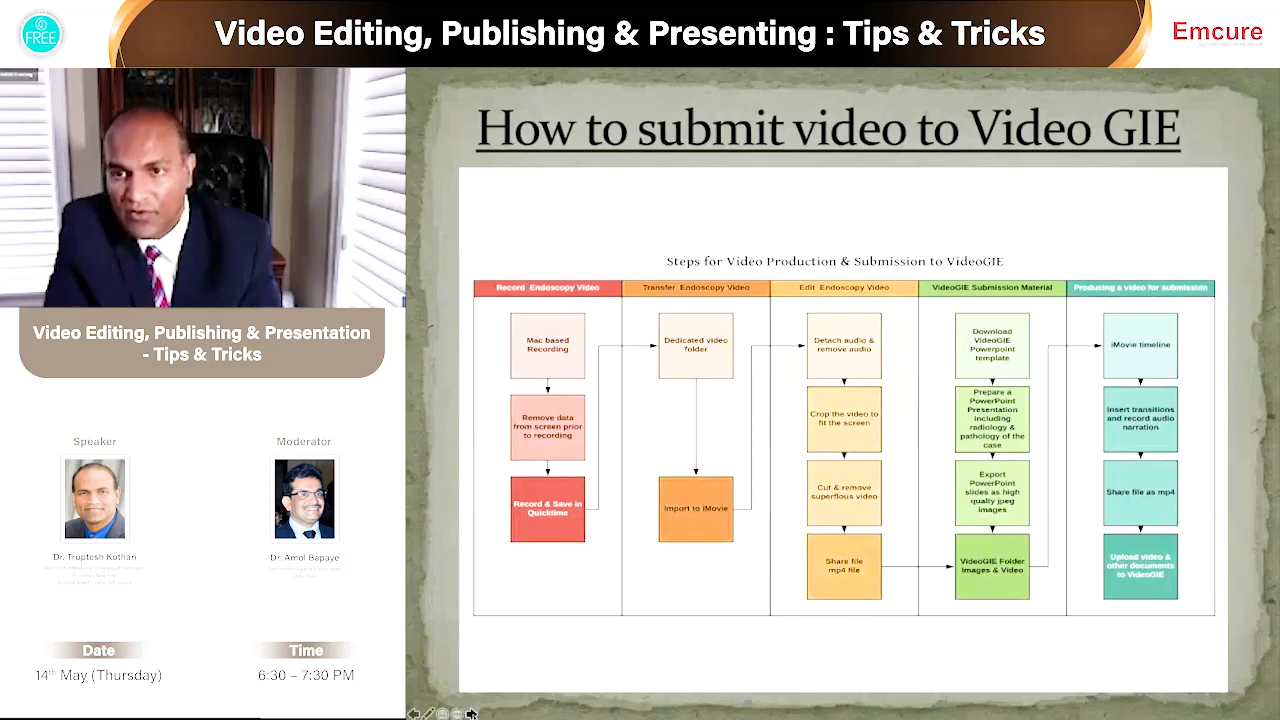 FREE
Video Editing, Publishing & Presenting : Tips & Tricks
Emcure
Video Editing, Publishing & Presentation
- Tips & Tricks
Speaker
Moderator
Dr. Truptesh Kothari
Dr. Amol Bapaye
Date
Time
14th May (Thursday)
6:30 – 7:30 PM
How to submit video to Video GIE
Steps for Video Production & Submission to VideoGIE
Record Endoscopy Video
Mac based
Recording
Remove data
from screen prior
to recording
Record & Save in
Quicktime
Transfer Endoscopy Video
Dedicated video
folder
Import to iMovie
Edit Endoscopy Video
Detach audio &
remove audio
Crop the video to
fit the screen
Cut & remove
superflous video
Share file
mp4 file
VideoGIE Submission Material
Download
VideoGIE
Powerpoint
template
Prepare a
PowerPoint
Presentation
including
radiology &
pathology of the
case
Export
PowerPoint
slides as high
qualty jpeg
images
VideoGIE Folder
Images & Video
Producing a video for submission
iMovie timeline
Insert transitions
and record audio
narration
Share file as mp4
Upload video &
other documents
to VideoGIE